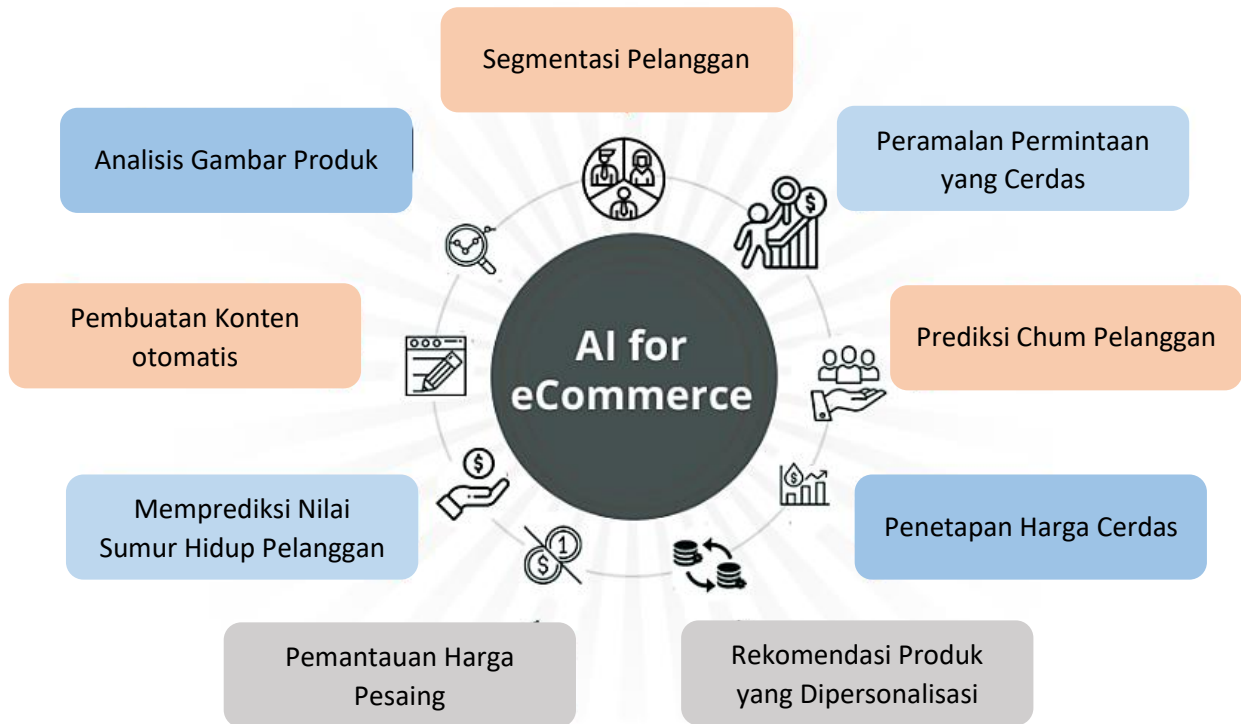 Segmentasi Pelanggan
Analisis Gambar Produk
Peramalan Permintaan
yang Cerdas
Pembuatan Konten
otomatis
AI for
eCommerce
Prediksi Chum Pelanggan
Memprediksi Nilai
Sumur Hidup Pelanggan
Penetapan Harga Cerdas
Pemantauan Harga
Pesaing
Rekomendasi Produk
yang Dipersonalisasi
$
$
$
$
1